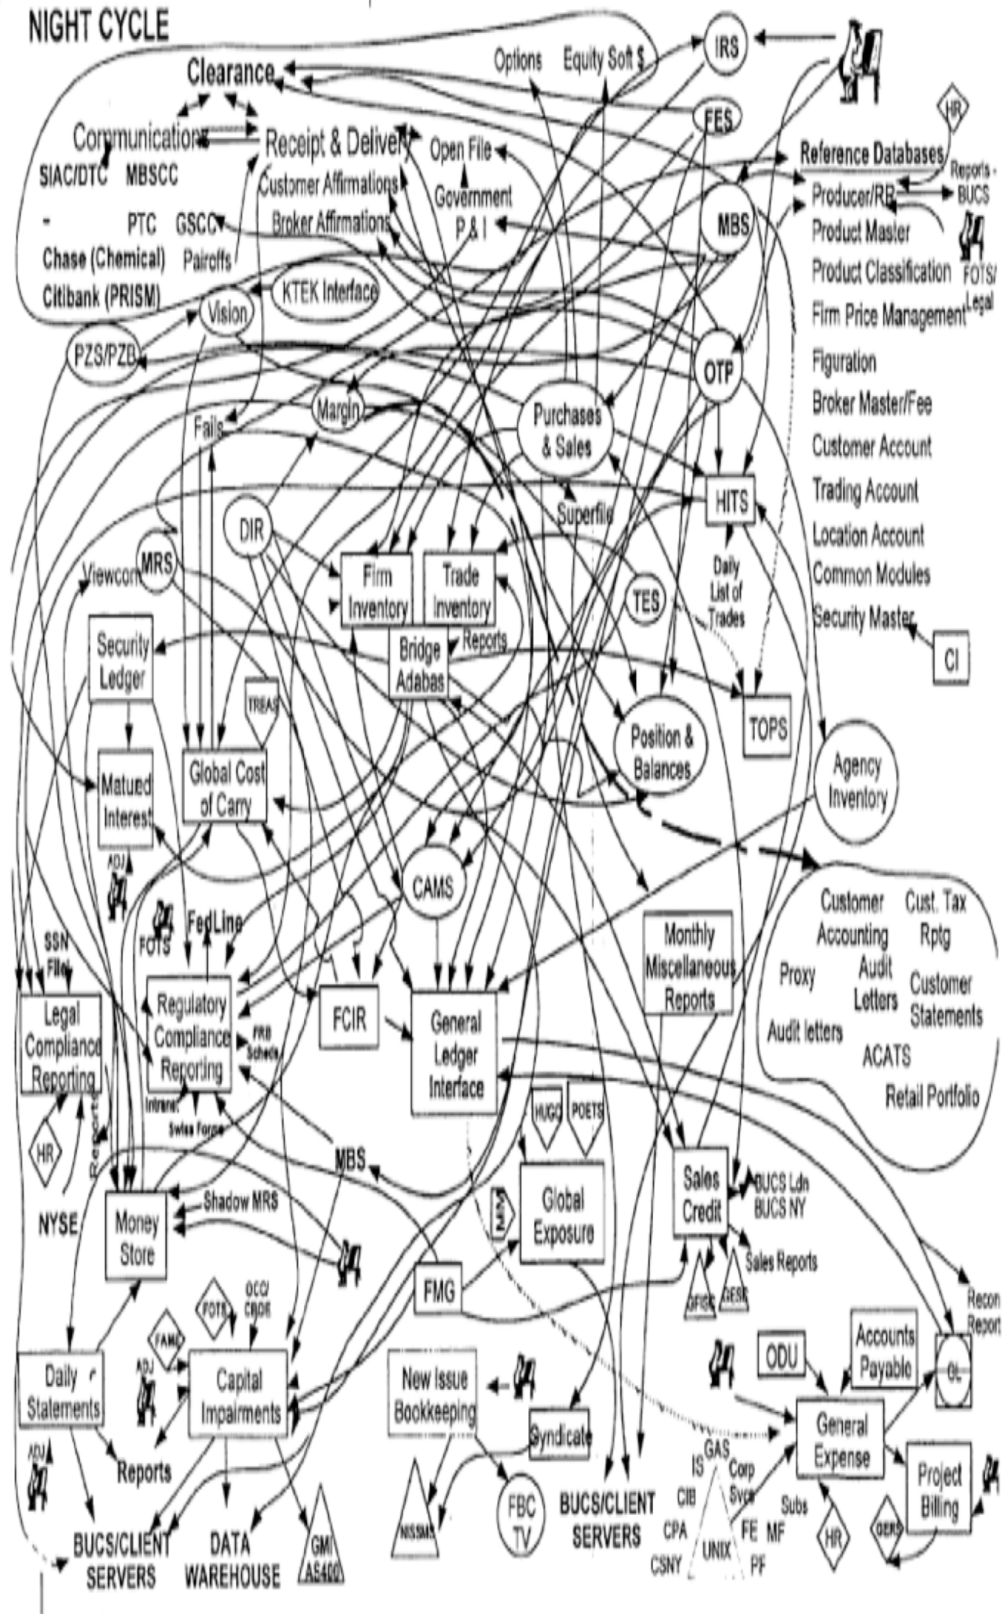 NIGHT CYCLE
Clearance
Options
Equity Soft $
IRS
FES
HR
Communication
Receipt & Delivery
Open File
Reference Databases
Reports -
BUCS
SIAC/DTC
MBSCC
Customer Affirmations
Government
P & I
Producer/RR
MBS
-
PTC
GSCC
Broker Affirmations
Product Master
Chase (Chemical)
Pairoffs
Product Classification
FOTS/
Legal
Citibank (PRISM)
KTEK Interface
Vision
Firm Price Management
PZS/PZB
OTP
Figuration
Margin
Purchases
& Sales
Broker Master/Fee
Fails
Customer Account
HITS
Trading Account
DIR
Superfile
Location Account
Viewcom
MRS
Firm
Inventory
Trade
Inventory
Daily
List of
Trades
Common Modules
TES
Security Master
Security
Ledger
Bridge
Adabas
Reports
CI
TREAS
TOPS
Position &
Balances
Matured
Interest
Global Cost
of Carry
Agency
Inventory
ADJ
CAMS
FOTS
FedLine
SSN
File
Monthly
Miscellaneous
Reports
Customer
Accounting
Cust. Tax
Rptg
Proxy
Audit
Letters
Customer
Statements
Audit letters
ACATS
Retail Portfolio
Legal
Compliance
Reporting
Regulatory
Compliance
Reporting
FRB
Scheds
FCIR
General
Ledger
Interface
Intranet
Swiss Forms
HUGO
POETS
HR
Reports
MBS
NYSE
Money
Store
Shadow MRS
Global
Exposure
Sales
Credit
BUCS Ldn
BUCS NY
Sales Reports
FMG
GESC
FOTS
OCC/
Recon
Report
ADJ
Daily
Statements
Capital
Impairments
New Issue
Bookkeeping
ODU
Accounts
Payable
GL
Syndicate
General
Expense
ADJ
Reports
FBC
TV
BUCS/CLIENT
SERVERS
GAS
IS
Corp
Svcs
CIB
Subs
CPA
FE
MF
CSNY
UNIX
PF
HR
Project
Billing
BUCS/CLIENT
SERVERS
DATA
WAREHOUSE
GMI
AS400